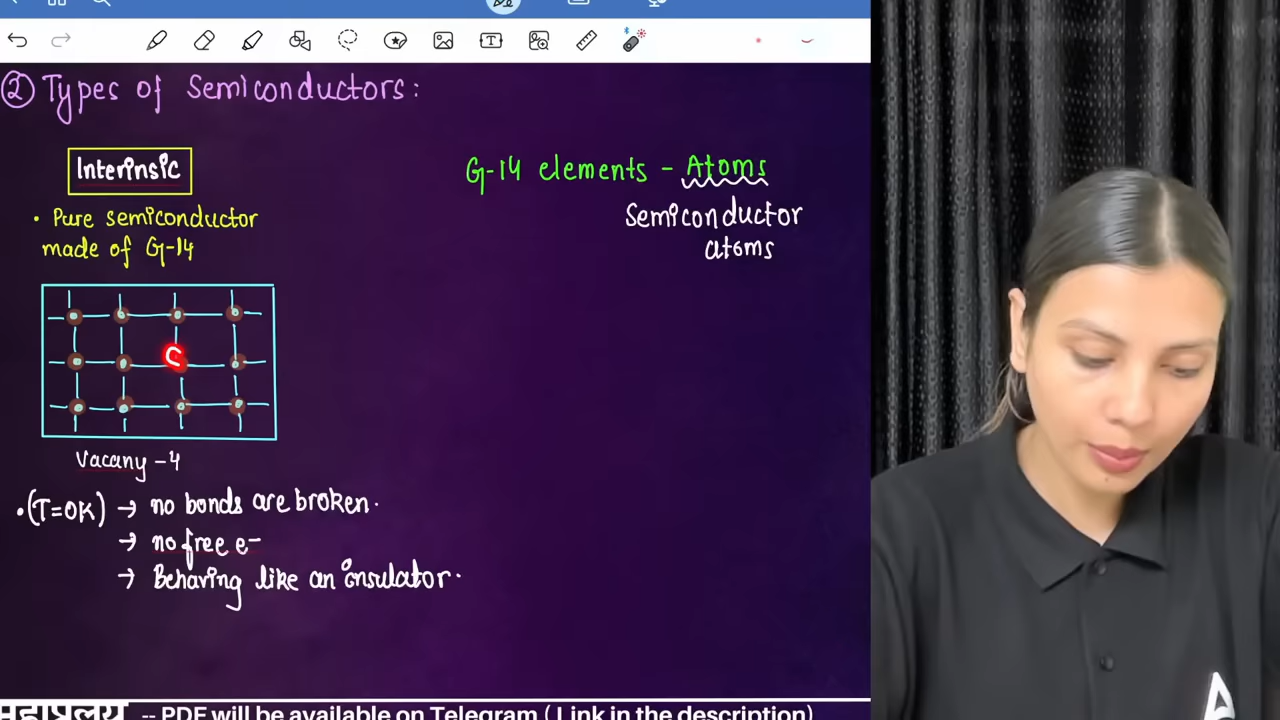 ② Types of Semiconductors:
Interinsic
G-14 elements - Atoms
Semiconductor
atoms
• Pure semiconductor
made of G-14
Vacany -4
•(T=0K) → no bonds are broken.
→ no free e-
→ Behaving like an insulator.
महाप्रलय -- PDF will be available on Telegram ( Link in the description)